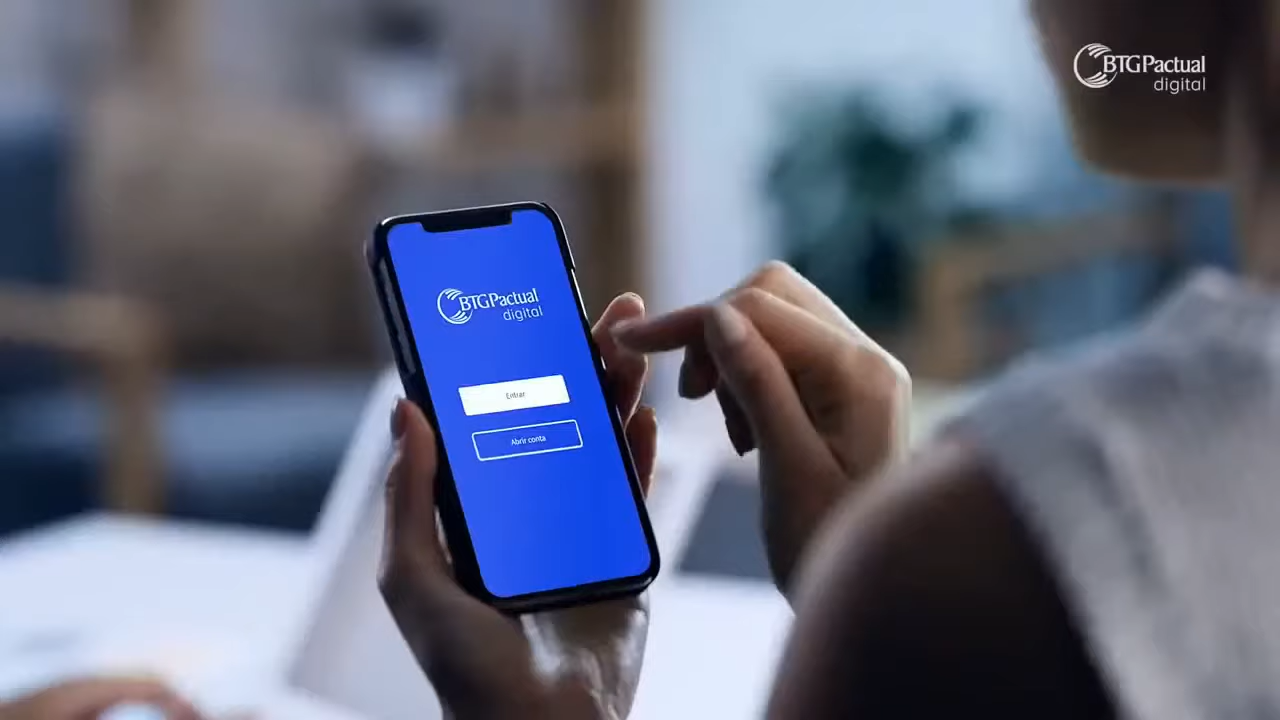 BTGPactual
digital
BTGPactual
digital
Entrar
Abrir conta